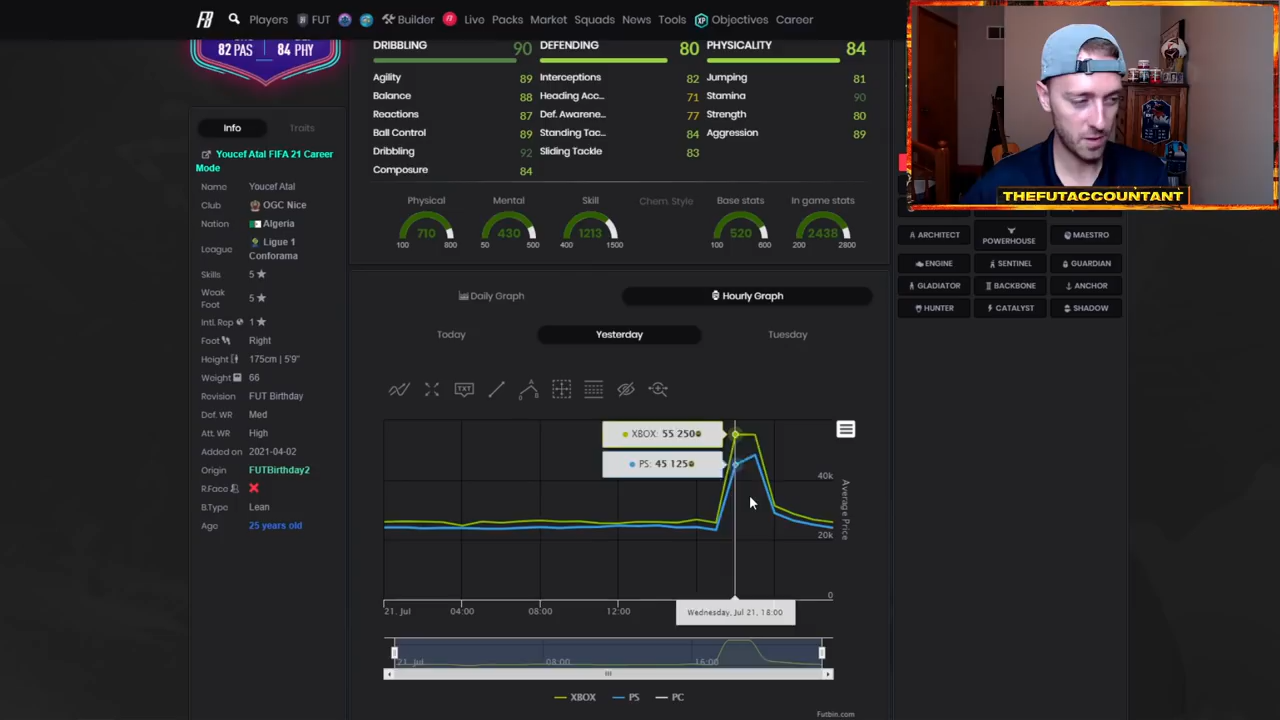 Players FUT Builder Live Packs Market Squads News Tools Objectives Career
82 PAS 84 PHY
DRIBBLING 90 DEFENDING 80 PHYSICALITY 84
Agility 89 Interceptions 82 Jumping 81
Balance 88 Heading Acc... 71 Stamina 90
Reactions 87 Def. Awarene... 77 Strength 80
Ball Control 89 Standing Tac... 84 Aggression 89
Dribbling 92 Sliding Tackle 83
Composure 84
Physical Mental Skill Chem. Style Base stats In game stats
710 430 1213 520 2438
100 800 50 500 400 1500 100 600 200 2800
Daily Graph Hourly Graph
Today Yesterday Tuesday
TXT
XBOX: 55 250
PS: 45 125
40k
20k
0
Average Price
21. Jul 04:00 08:00 12:00
Wednesday, Jul 21, 18:00
21. Jul 08:00 16:00
XBOX PS PC
Futbin.com
Info Traits
Youcef Atal FIFA 21 Career
Mode
Name Youcef Atal
Club OGC Nice
Nation Algeria
League Ligue 1
Conforama
Skills 5
Weak
Foot 5
Intl. Rep 1
Foot Right
Height 175cm | 5'9"
Weight 66
Revision FUT Birthday
Def. WR Med
Att. WR High
Added on 2021-04-02
Origin FUTBirthday2
R.Face
B.Type Lean
Age 25 years old
THEFUTACCOUNTANT
ARCHITECT POWERHOUSE MAESTRO
ENGINE SENTINEL GUARDIAN
GLADIATOR BACKBONE ANCHOR
HUNTER CATALYST SHADOW